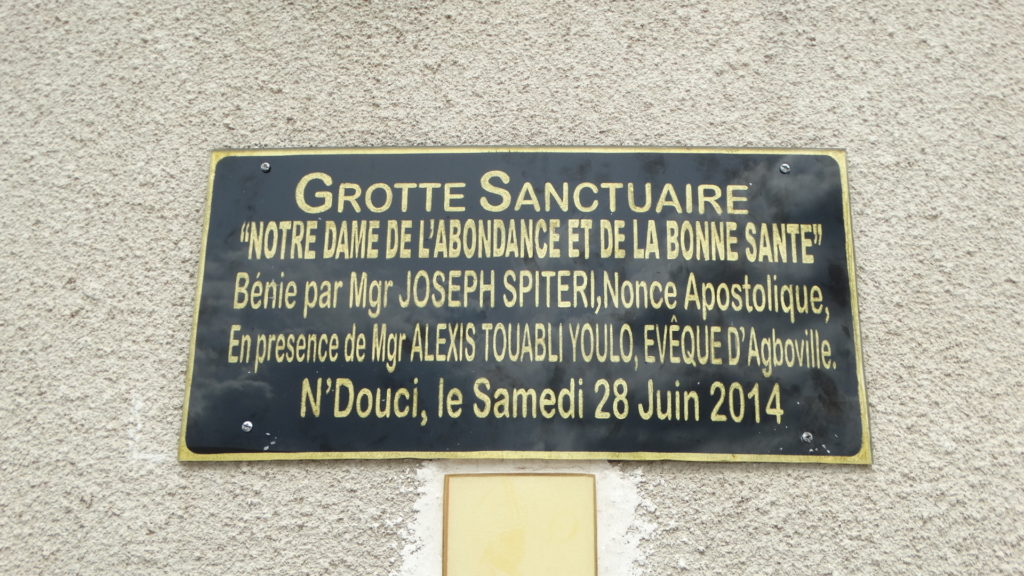 GROTTE SANCTUAIRE
"NOTRE DAME DE L'ABONDANCE ET DE LA BONNE SANTE"
Bénie par Mgr JOSEPH SPITERI,Nonce Apostolique,
En presence de Mgr ALEXIS TOUABLI YOULO, EVÊQUE D'Agboville.
N'Douci, le Samedi 28 Juin 2014